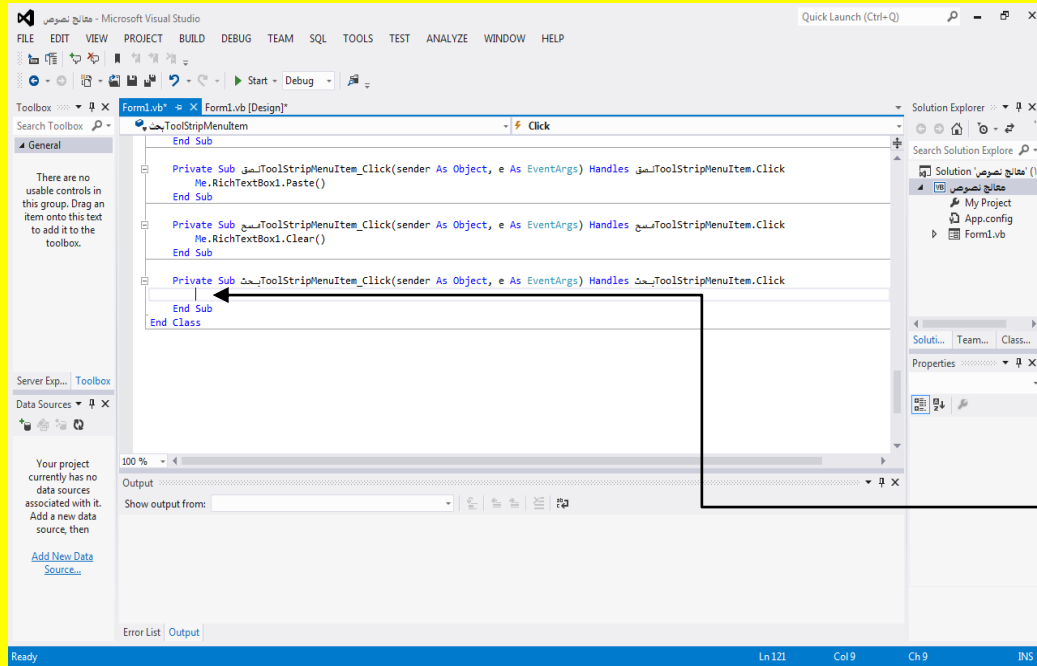 معالج نصوص - Microsoft Visual Studio
Quick Launch (Ctrl+Q)
FILE EDIT VIEW PROJECT BUILD DEBUG TEAM SQL TOOLS TEST ANALYZE WINDOW HELP
Start Debug
Toolbox
Search Toolbox
General
There are no
usable controls in
this group. Drag an
item onto this text
to add it to the
toolbox.
Server Exp... Toolbox
Data Sources
Your project
currently has no
data sources
associated with it.
Add a new data
source, then
Add New Data
Source...
Form1.vb* Form1.vb [Design]*
بحثToolStripMenuItem Click
End Sub
Private Sub لصقToolStripMenuItem_Click(sender As Object, e As EventArgs) Handles لصقToolStripMenuItem.Click
Me.RichTextBox1.Paste()
End Sub
Private Sub مسحToolStripMenuItem_Click(sender As Object, e As EventArgs) Handles مسحToolStripMenuItem.Click
Me.RichTextBox1.Clear()
End Sub
Private Sub بحثToolStripMenuItem_Click(sender As Object, e As EventArgs) Handles بحثToolStripMenuItem.Click
End Sub
End Class
100 %
Output
Show output from:
Error List Output
Solution Explorer
Search Solution Explore
Solution 'معالج نصوص' (1
معالج نصوص
My Project
App.config
Form1.vb
Soluti... Team... Class...
Properties
Ready Ln 121 Col 9 Ch 9 INS